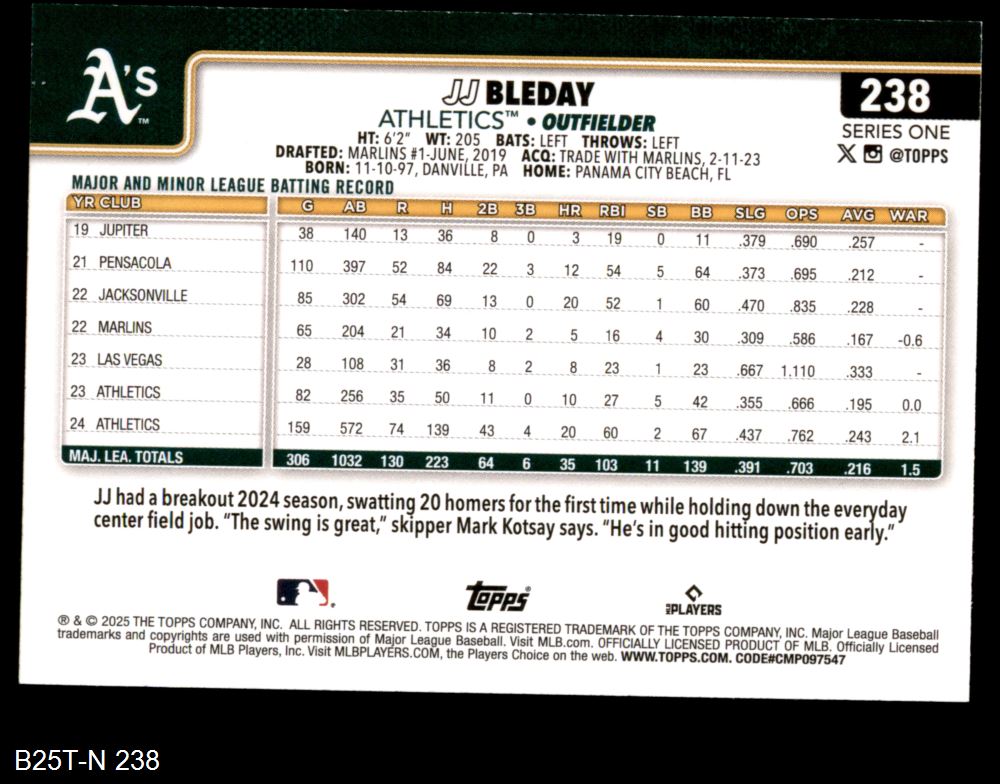 A's™
JJ BLEDAY
238
ATHLETICS™ • OUTFIELDER
SERIES ONE
HT: 6'2" WT: 205 BATS: LEFT THROWS: LEFT
@TOPPS
DRAFTED: MARLINS #1-JUNE, 2019 ACQ: TRADE WITH MARLINS, 2-11-23
BORN: 11-10-97, DANVILLE, PA HOME: PANAMA CITY BEACH, FL
MAJOR AND MINOR LEAGUE BATTING RECORD
YR CLUB G AB R H 2B 3B HR RBI SB BB SLG OPS AVG WAR
19 JUPITER 38 140 13 36 8 0 3 19 0 11 .379 .690 .257 -
21 PENSACOLA 110 397 52 84 22 3 12 54 5 64 .373 .695 .212 -
22 JACKSONVILLE 85 302 54 69 13 0 20 52 1 60 .470 .835 .228 -
22 MARLINS 65 204 21 34 10 2 5 16 4 30 .309 .586 .167 -0.6
23 LAS VEGAS 28 108 31 36 8 2 8 23 1 23 .667 1.110 .333 -
23 ATHLETICS 82 256 35 50 11 0 10 27 5 42 .355 .666 .195 0.0
24 ATHLETICS 159 572 74 139 43 4 20 60 2 67 .437 .762 .243 2.1
MAJ. LEA. TOTALS 306 1032 130 223 64 6 35 103 11 139 .391 .703 .216 1.5
JJ had a breakout 2024 season, swatting 20 homers for the first time while holding down the everyday
center field job. "The swing is great," skipper Mark Kotsay says. "He's in good hitting position early."
Topps®
MLB PLAYERS
® & © 2025 THE TOPPS COMPANY, INC. ALL RIGHTS RESERVED. TOPPS IS A REGISTERED TRADEMARK OF THE TOPPS COMPANY, INC. Major League Baseball
trademarks and copyrights are used with permission of Major League Baseball. Visit MLB.com. OFFICIALLY LICENSED PRODUCT OF MLB. Officially Licensed
Product of MLB Players, Inc. Visit MLBPLAYERS.COM, the Players Choice on the web. WWW.TOPPS.COM. CODE#CMP097547
B25T-N 238